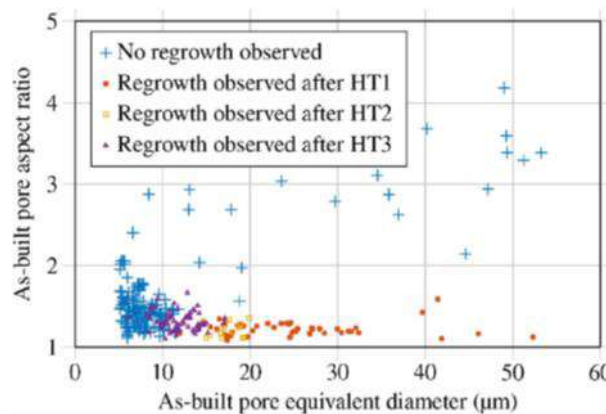 5
4
3
2
1
No regrowth observed
Regrowth observed after HT1
Regrowth observed after HT2
Regrowth observed after HT3
As-built pore aspect ratio
0 10 20 30 40 50 60
As-built pore equivalent diameter (μm)